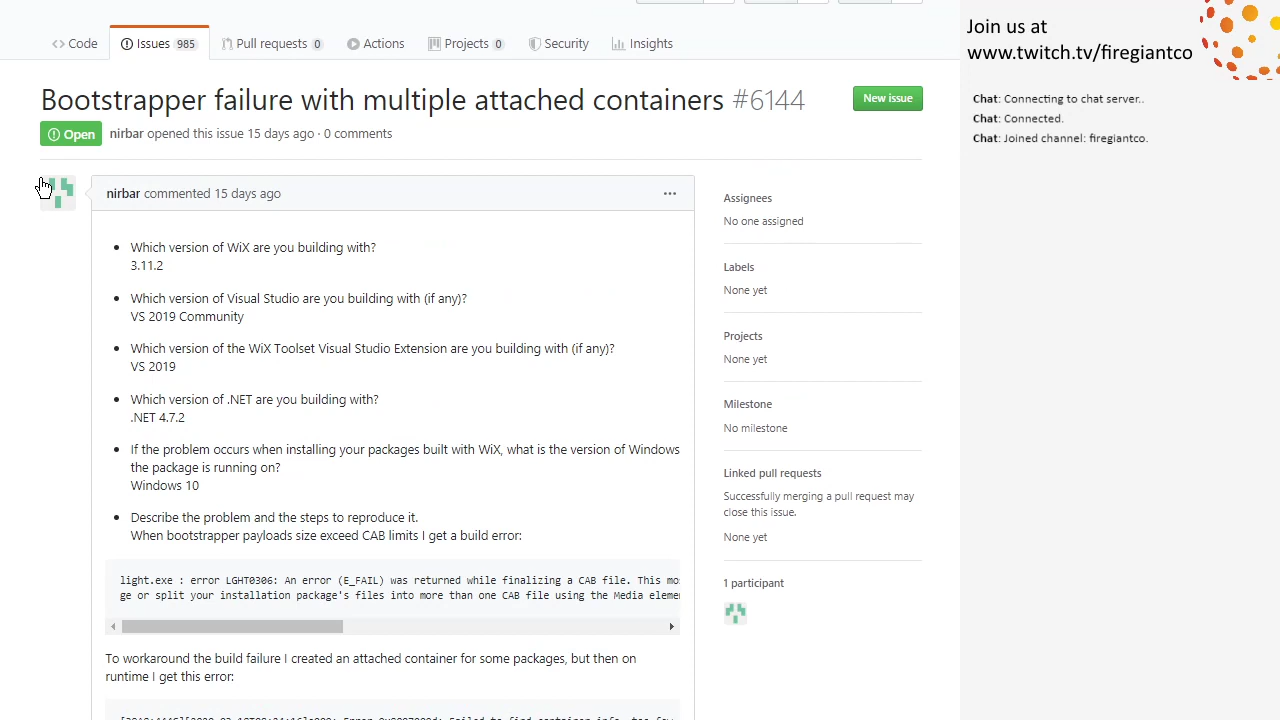 Code
Issues 985
Pull requests 0
Actions
Projects 0
Security
Insights
Join us at
www.twitch.tv/firegiantco
Bootstrapper failure with multiple attached containers #6144
New issue
Open nirbar opened this issue 15 days ago · 0 comments
Chat: Connecting to chat server..
Chat: Connected.
Chat: Joined channel: firegiantco.
nirbar commented 15 days ago
Which version of WiX are you building with?
3.11.2
Which version of Visual Studio are you building with (if any)?
VS 2019 Community
Which version of the WiX Toolset Visual Studio Extension are you building with (if any)?
VS 2019
Which version of .NET are you building with?
.NET 4.7.2
If the problem occurs when installing your packages built with WiX, what is the version of Windows
the package is running on?
Windows 10
Describe the problem and the steps to reproduce it.
When bootstrapper payloads size exceed CAB limits I get a build error:
light.exe : error LGHT0306: An error (E_FAIL) was returned while finalizing a CAB file. This mo
ge or split your installation package's files into more than one CAB file using the Media eleme
To workaround the build failure I created an attached container for some packages, but then on
runtime I get this error:
Assignees
No one assigned
Labels
None yet
Projects
None yet
Milestone
No milestone
Linked pull requests
Successfully merging a pull request may
close this issue.
None yet
1 participant